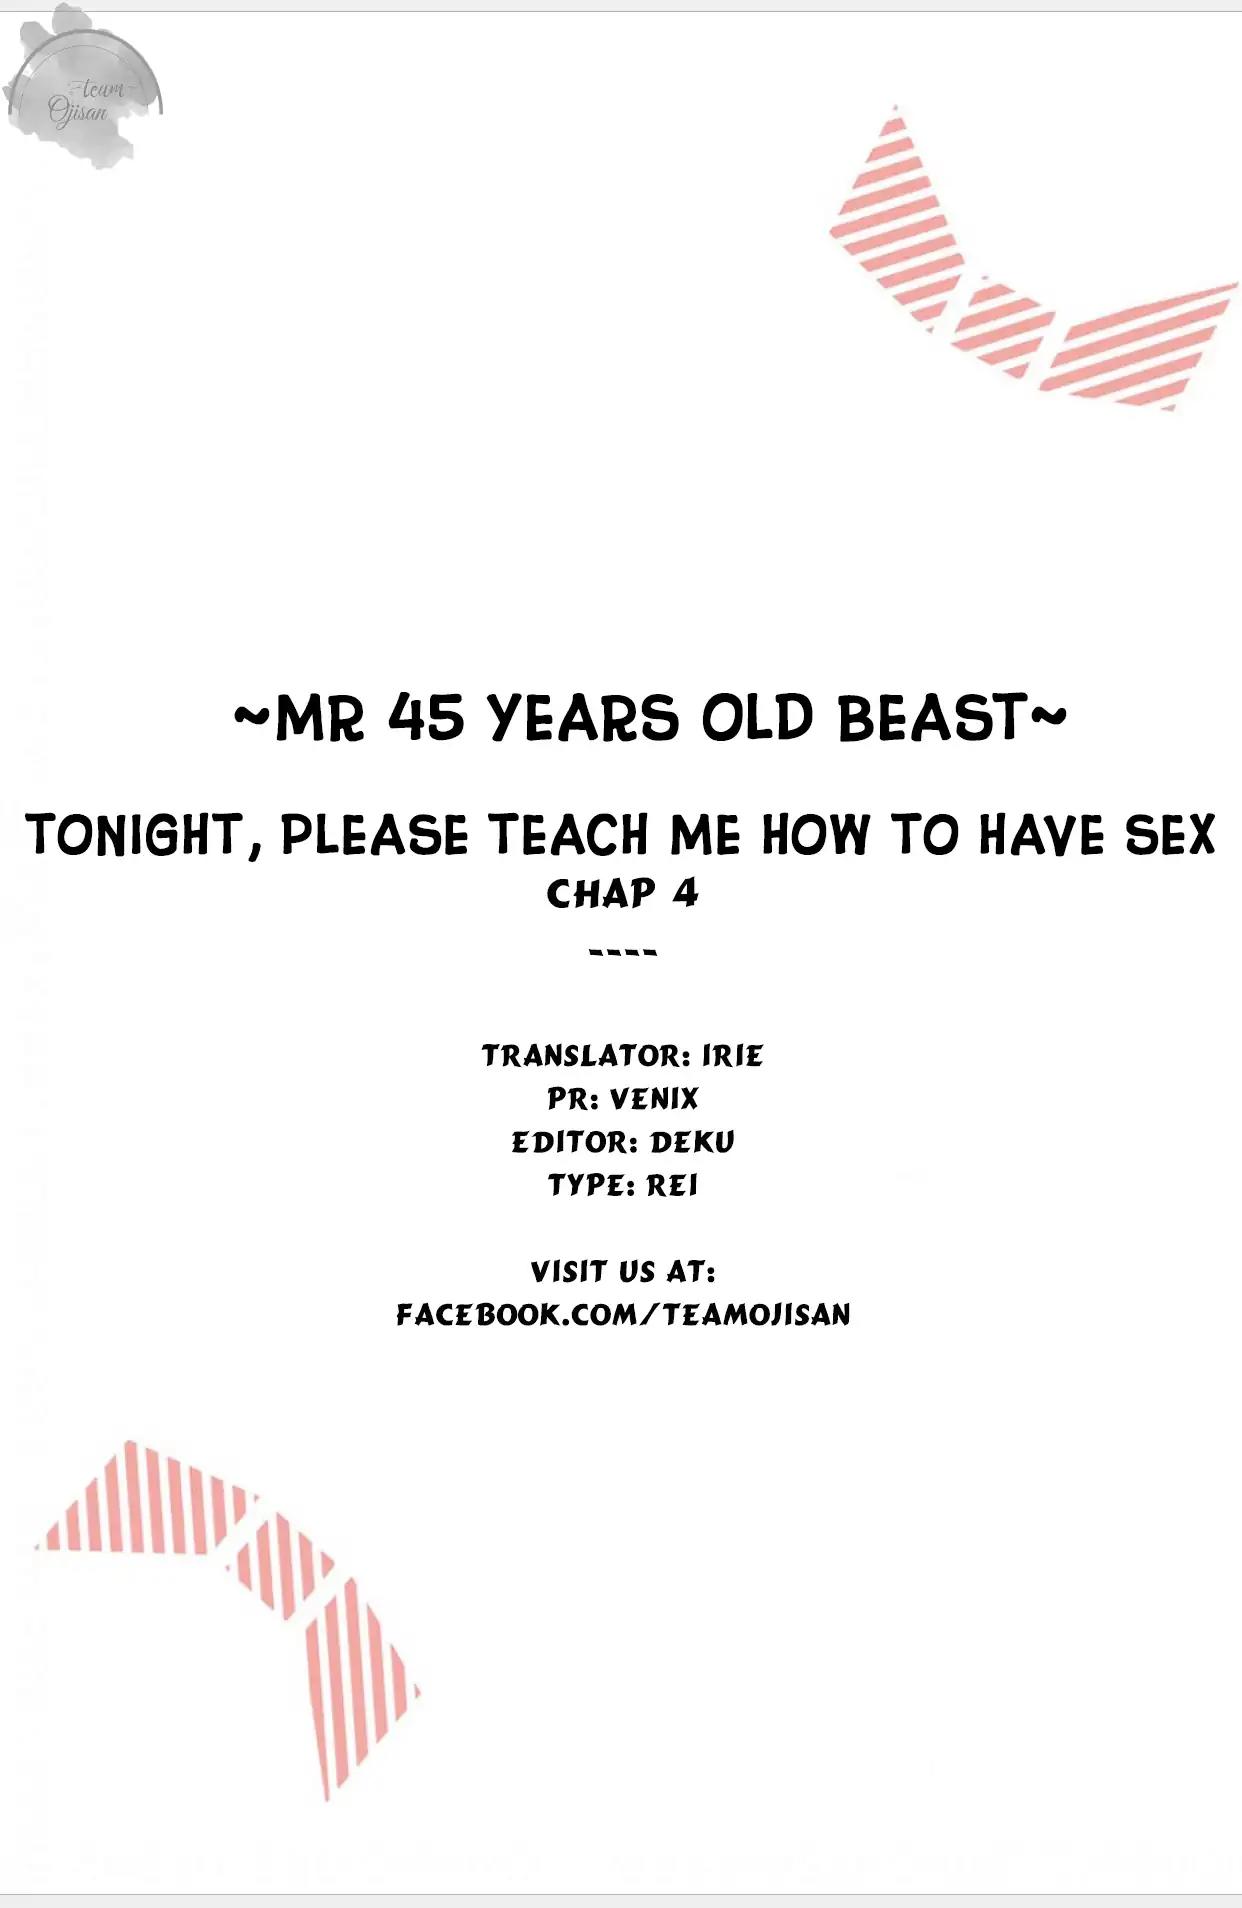 team
Ojisan
~MR 45 YEARS OLD BEAST~
TONIGHT, PLEASE TEACH ME HOW TO HAVE SEX
CHAP 4
----
TRANSLATOR: IRIE
PR: VENIX
EDITOR: DEKU
TYPE: REI
VISIT US AT:
FACEBOOK.COM/TEAMOJISAN